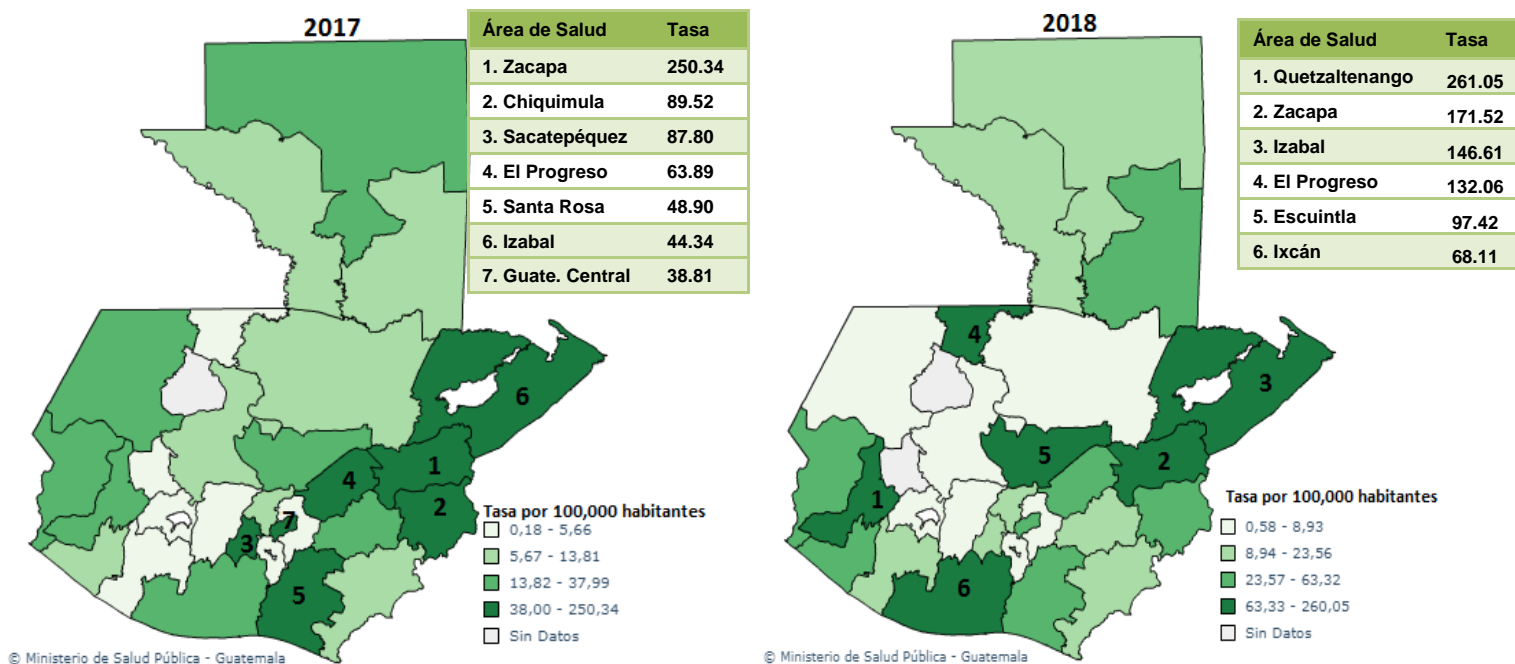 2017
Área de Salud Tasa
1. Zacapa 250.34
2. Chiquimula 89.52
3. Sacatepéquez 87.80
4. El Progreso 63.89
5. Santa Rosa 48.90
6. Izabal 44.34
7. Guate. Central 38.81
6
1
4
2
7
3
5
Tasa por 100,000 habitantes
0,18 - 5,66
5,67 - 13,81
13,82 - 37,99
38,00 - 250,34
Sin Datos
© Ministerio de Salud Pública - Guatemala
2018
Área de Salud Tasa
1. Quetzaltenango 261.05
2. Zacapa 171.52
3. Izabal 146.61
4. El Progreso 132.06
5. Escuintla 97.42
6. Ixcán 68.11
4
3
5
2
1
6
Tasa por 100,000 habitantes
0,58 - 8,93
8,94 - 23,56
23,57 - 63,32
63,33 - 260,05
Sin Datos
© Ministerio de Salud Pública - Guatemala